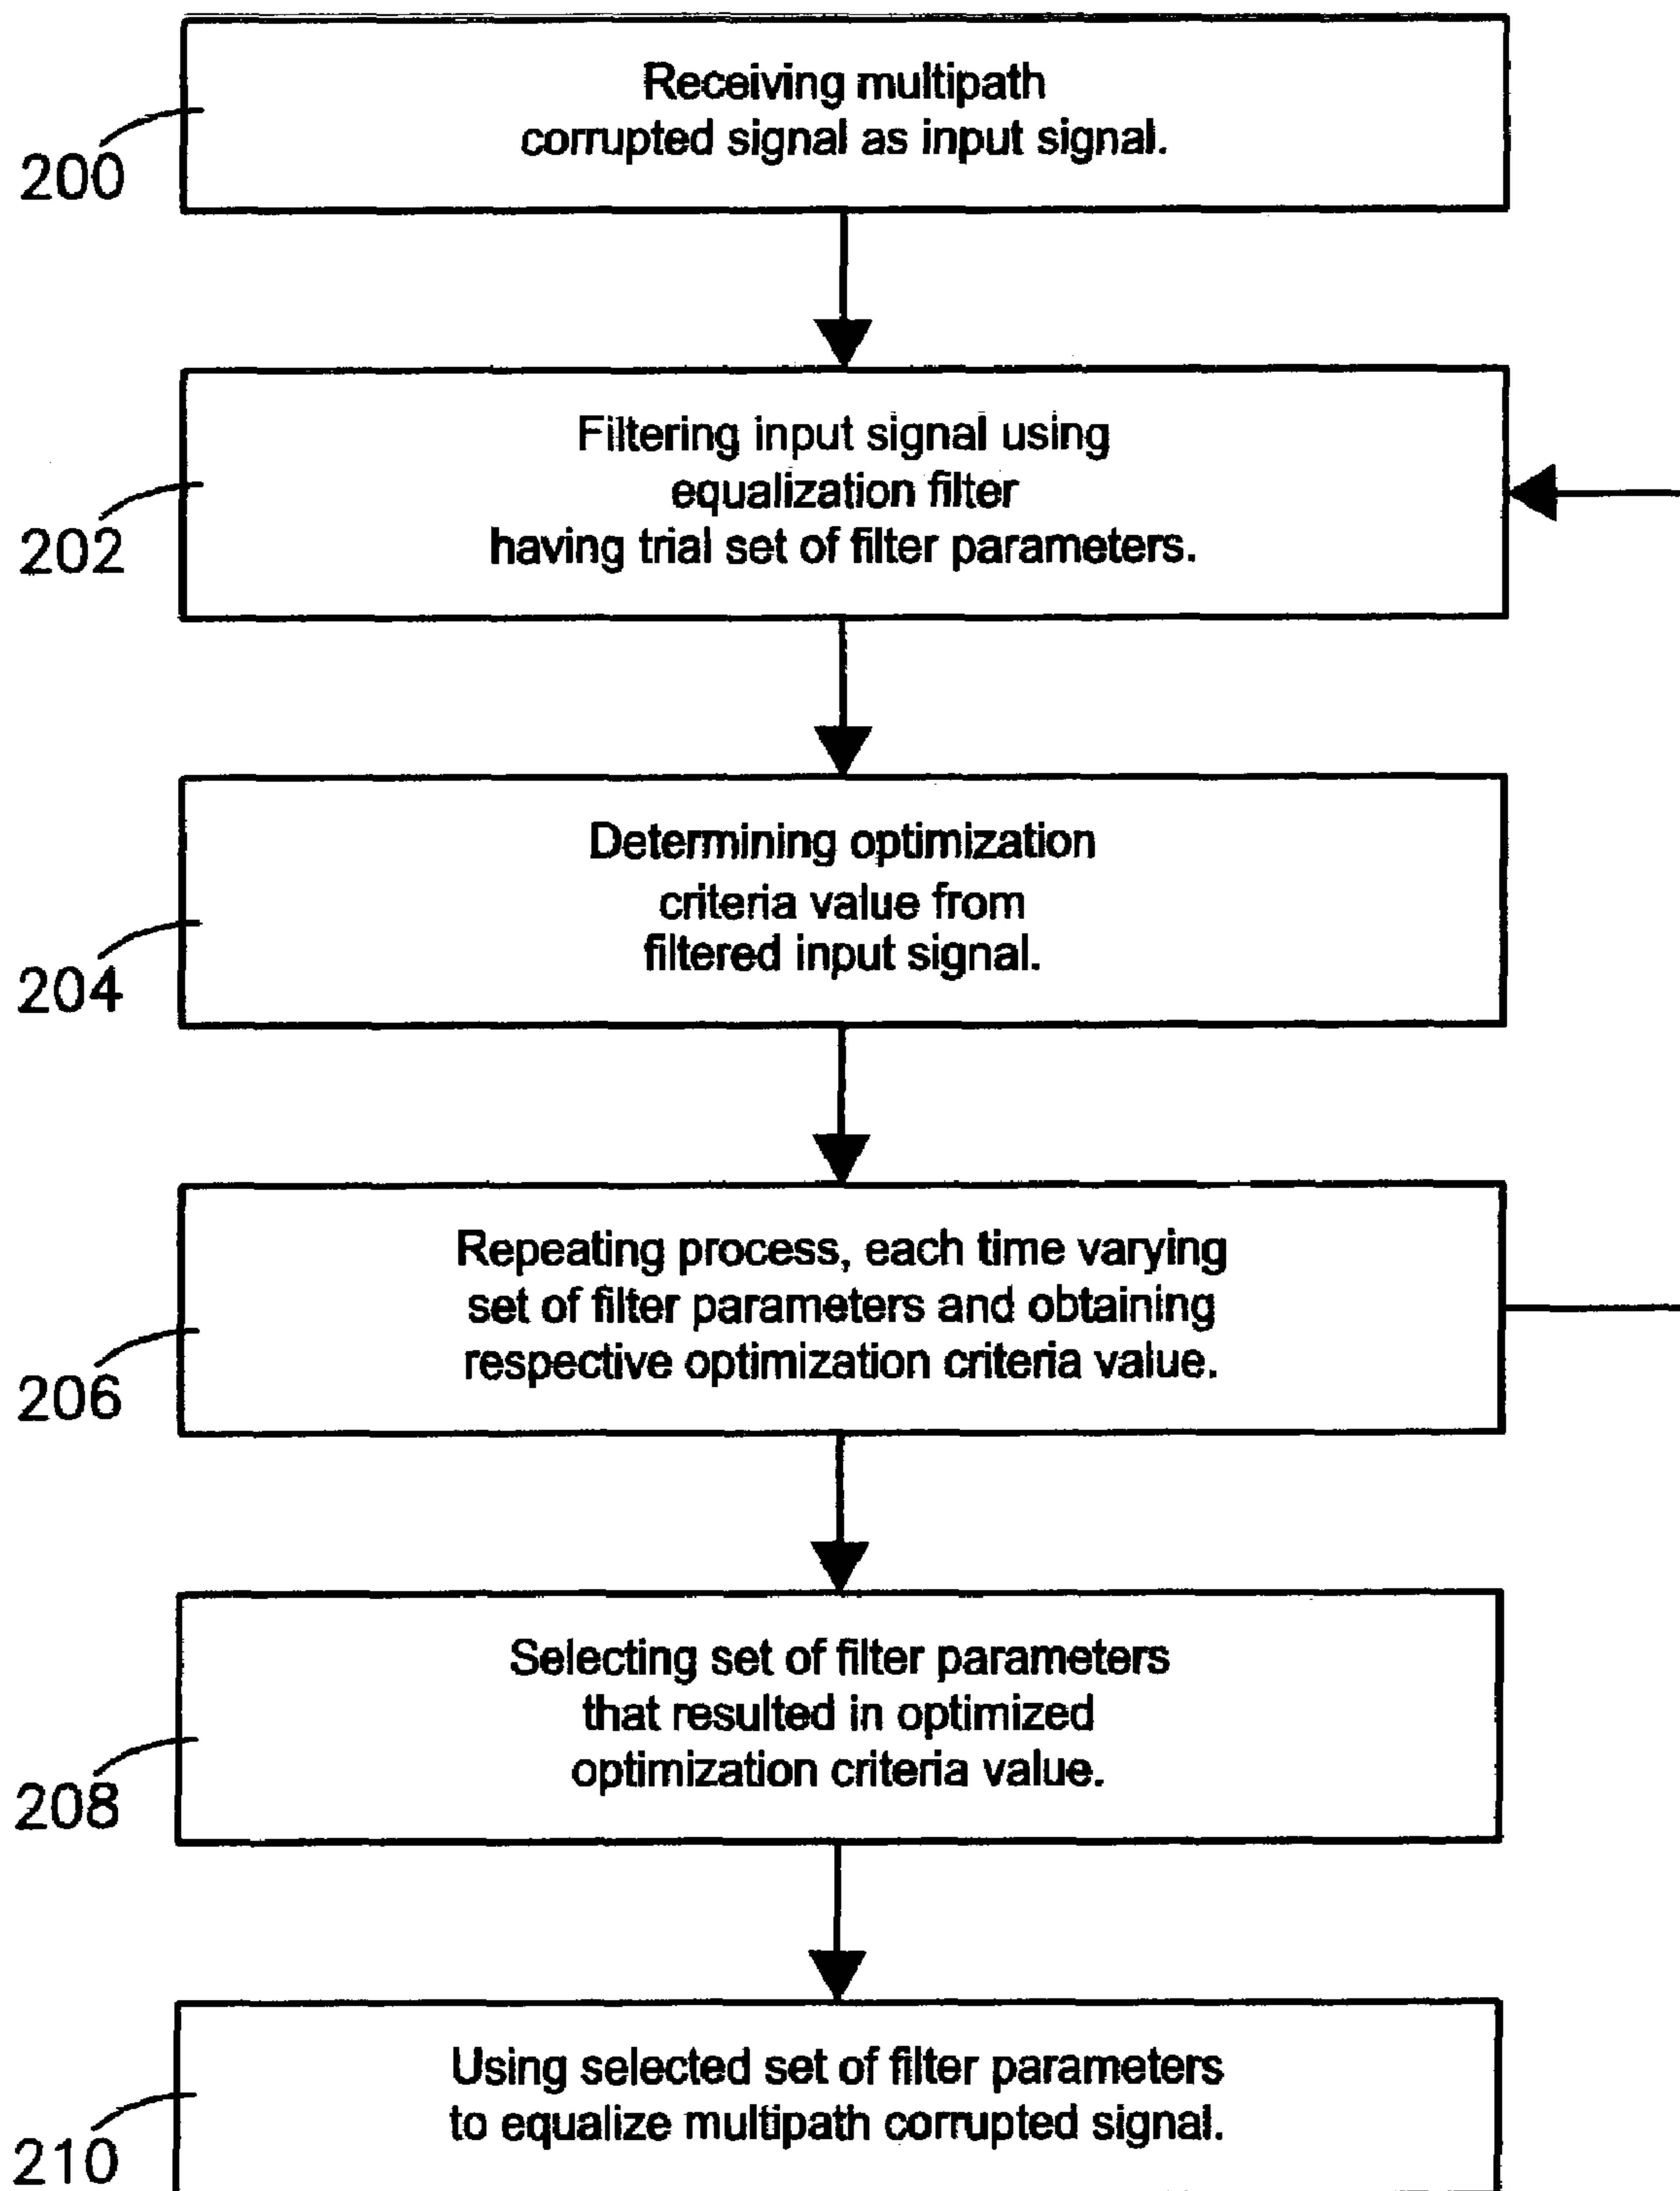 Receiving multipath
corrupted signal as input signal.
200
Filtering input signal using
equalization filter
having trial set of filter parameters.
202
Determining optimization
criteria value from
filtered input signal.
204
Repeating process, each time varying
set of filter parameters and obtaining
respective optimization criteria value.
206
Selecting set of filter parameters
that resulted in optimized
optimization criteria value.
208
Using selected set of filter parameters
to equalize multipath corrupted signal.
210